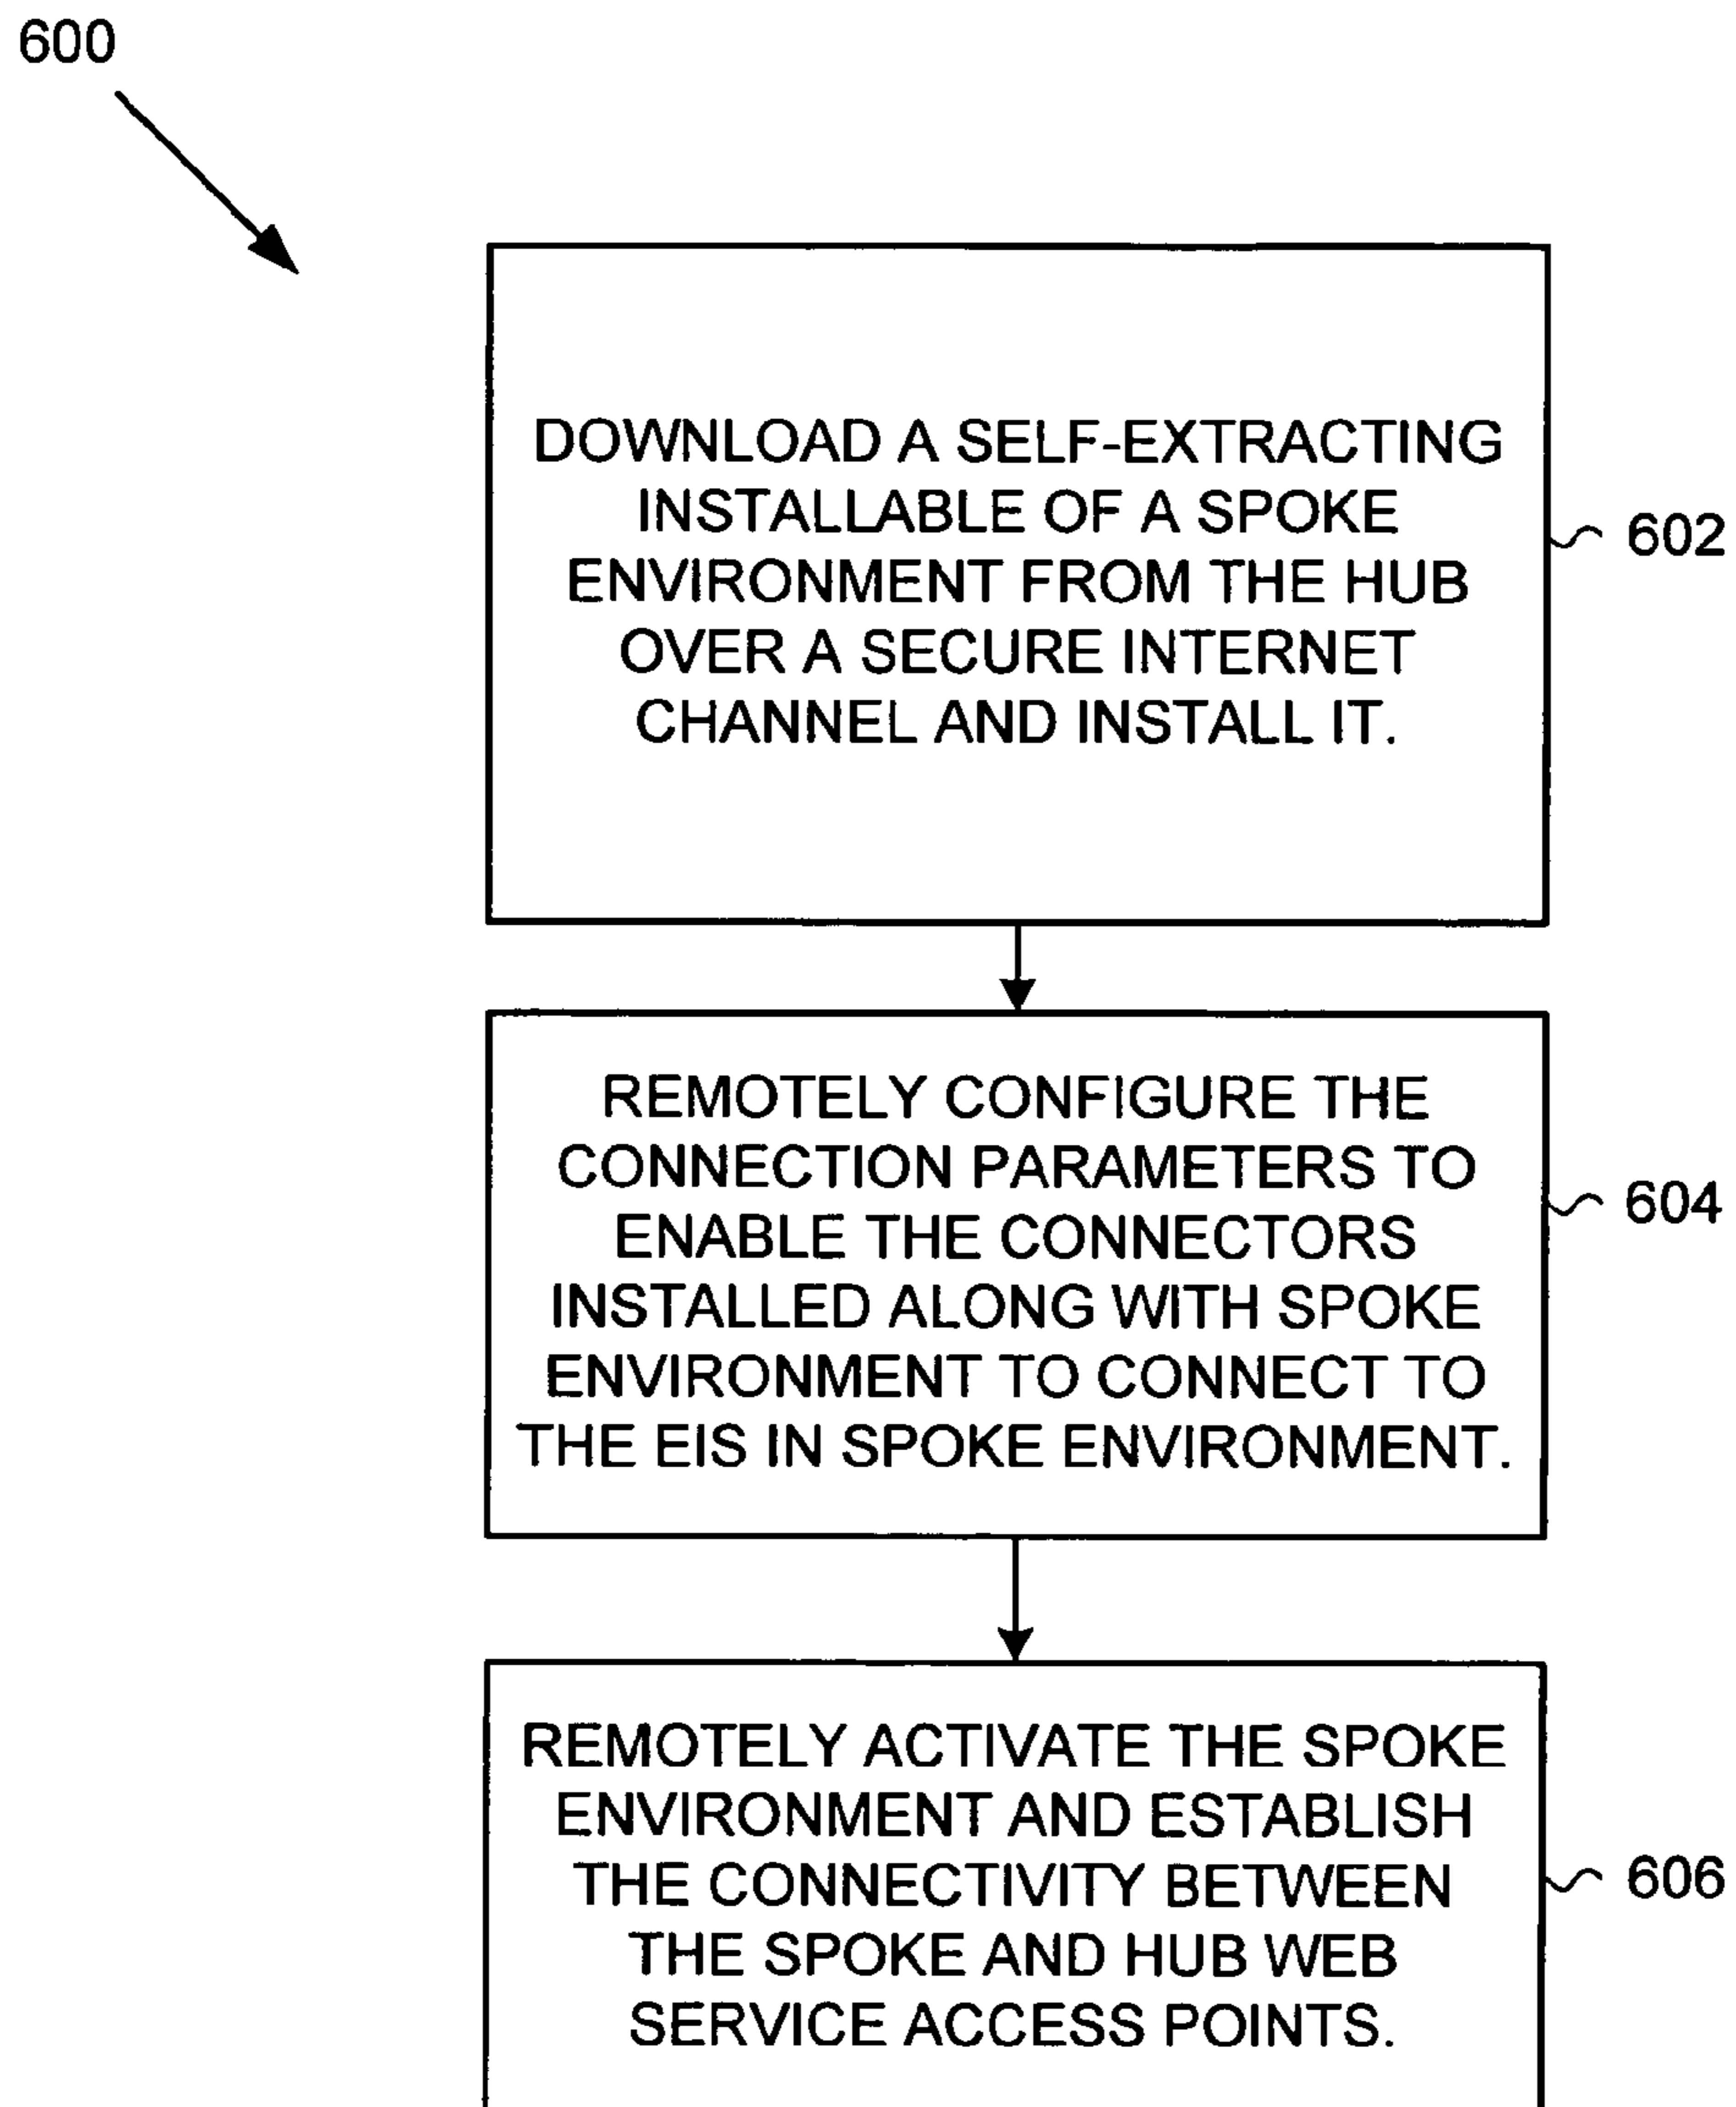 600
DOWNLOAD A SELF-EXTRACTING
INSTALLABLE OF A SPOKE
ENVIRONMENT FROM THE HUB
OVER A SECURE INTERNET
CHANNEL AND INSTALL IT.
602
REMOTELY CONFIGURE THE
CONNECTION PARAMETERS TO
ENABLE THE CONNECTORS
INSTALLED ALONG WITH SPOKE
ENVIRONMENT TO CONNECT TO
THE EIS IN SPOKE ENVIRONMENT.
604
REMOTELY ACTIVATE THE SPOKE
ENVIRONMENT AND ESTABLISH
THE CONNECTIVITY BETWEEN
THE SPOKE AND HUB WEB
SERVICE ACCESS POINTS.
606